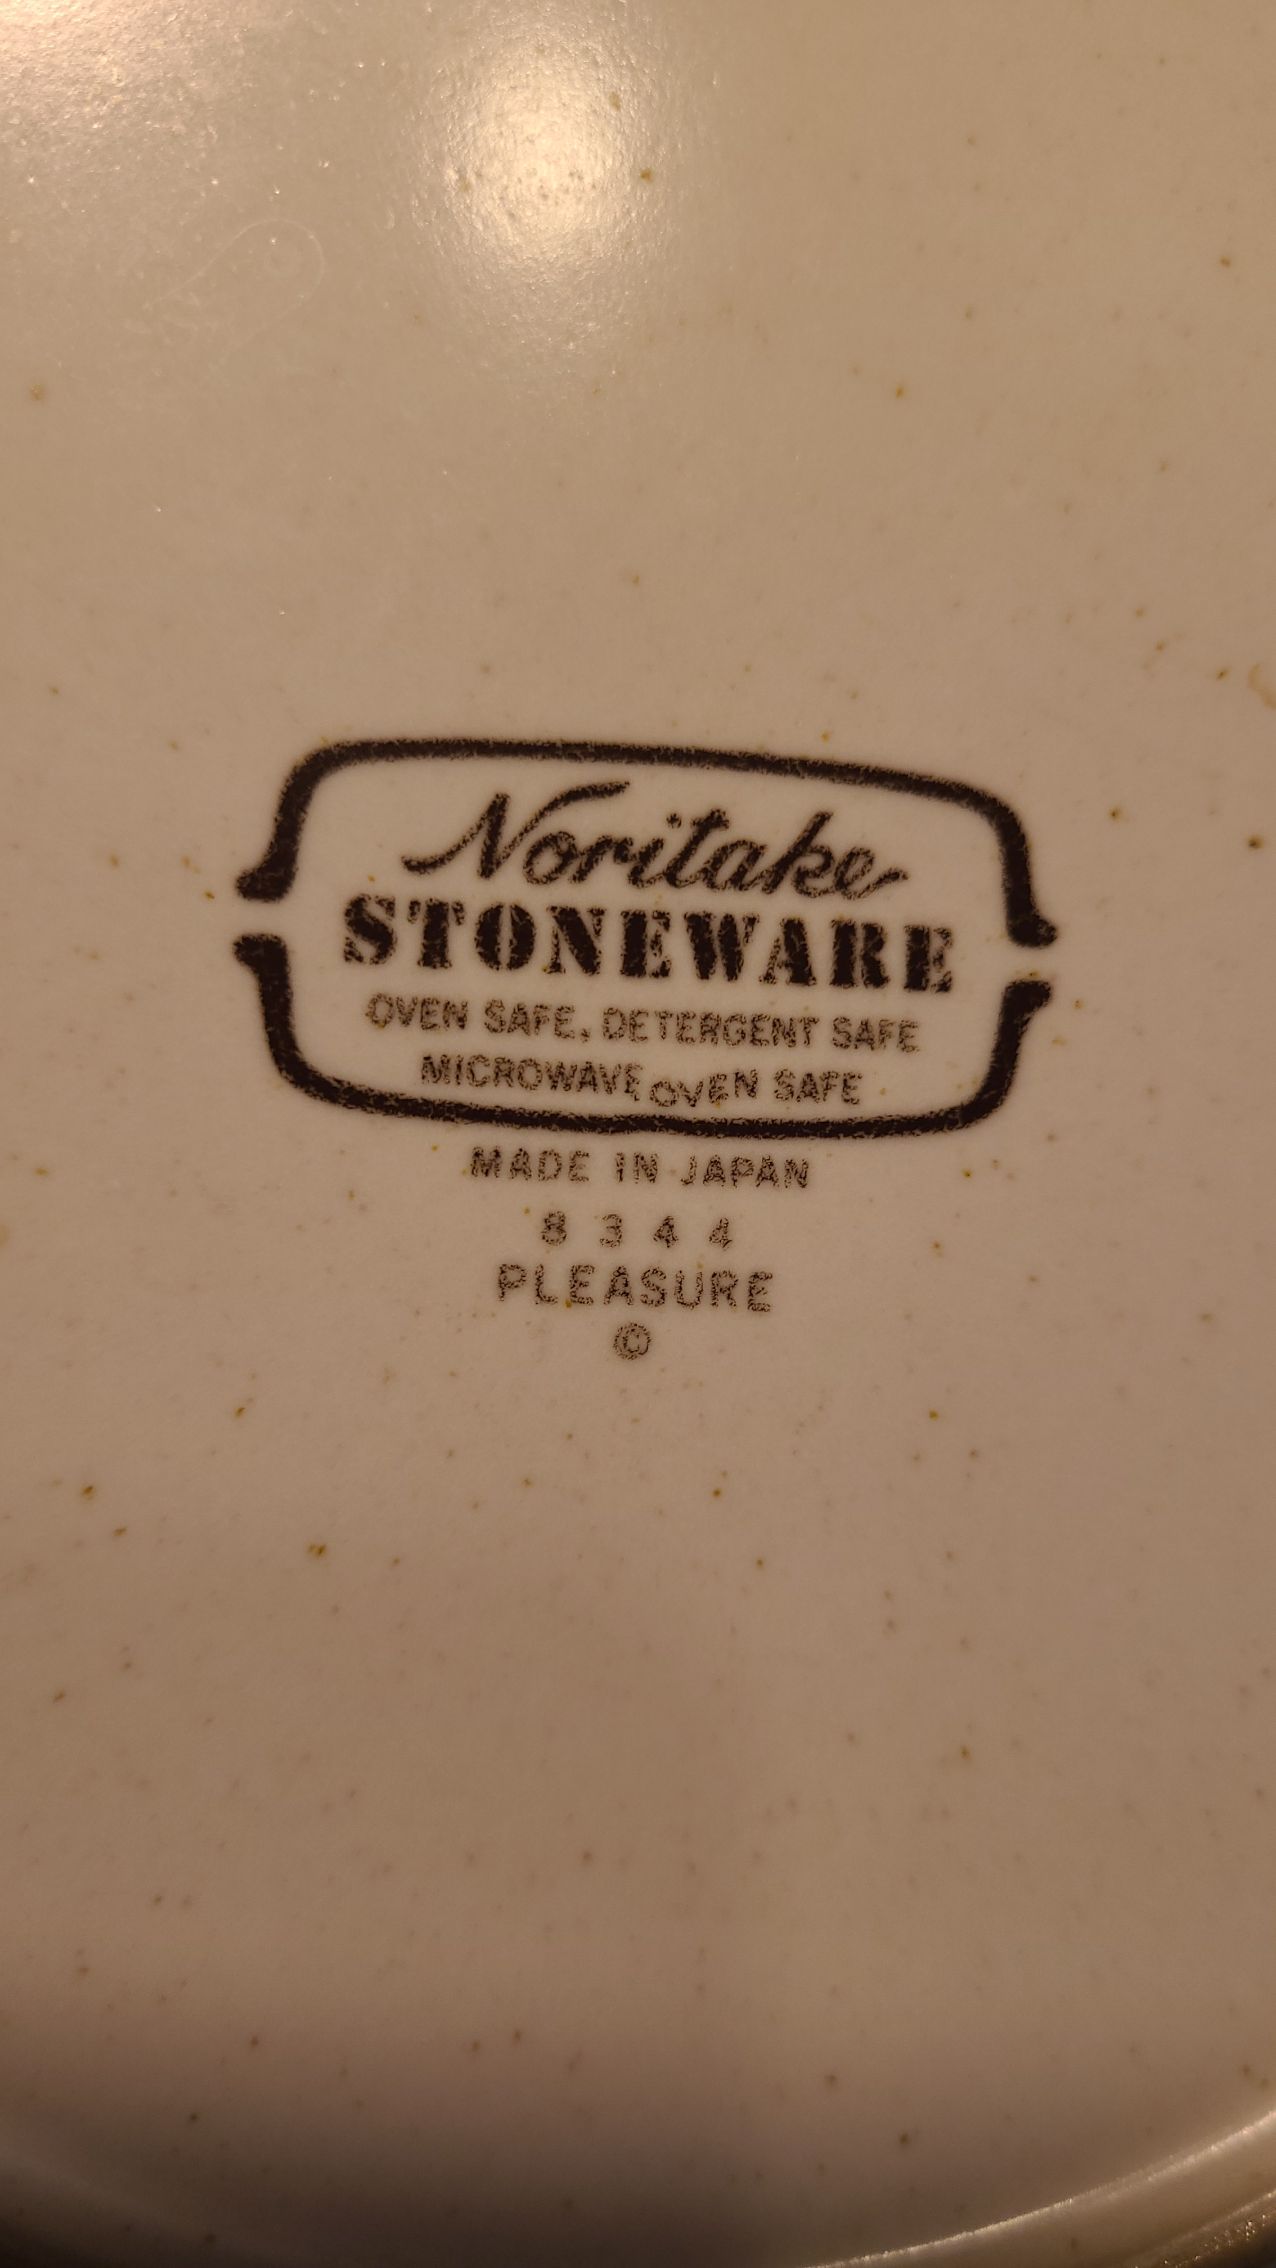 Noritake
STONEWARE
OVEN SAFE, DETERGENT SAFE
MICROWAVE OVEN SAFE
MADE IN JAPAN
8344
PLEASURE
©